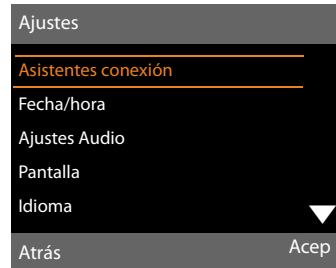 Ajustes
Asistentes conexión
Fecha/hora
Ajustes Audio
Pantalla
Idioma
Atrás Acep